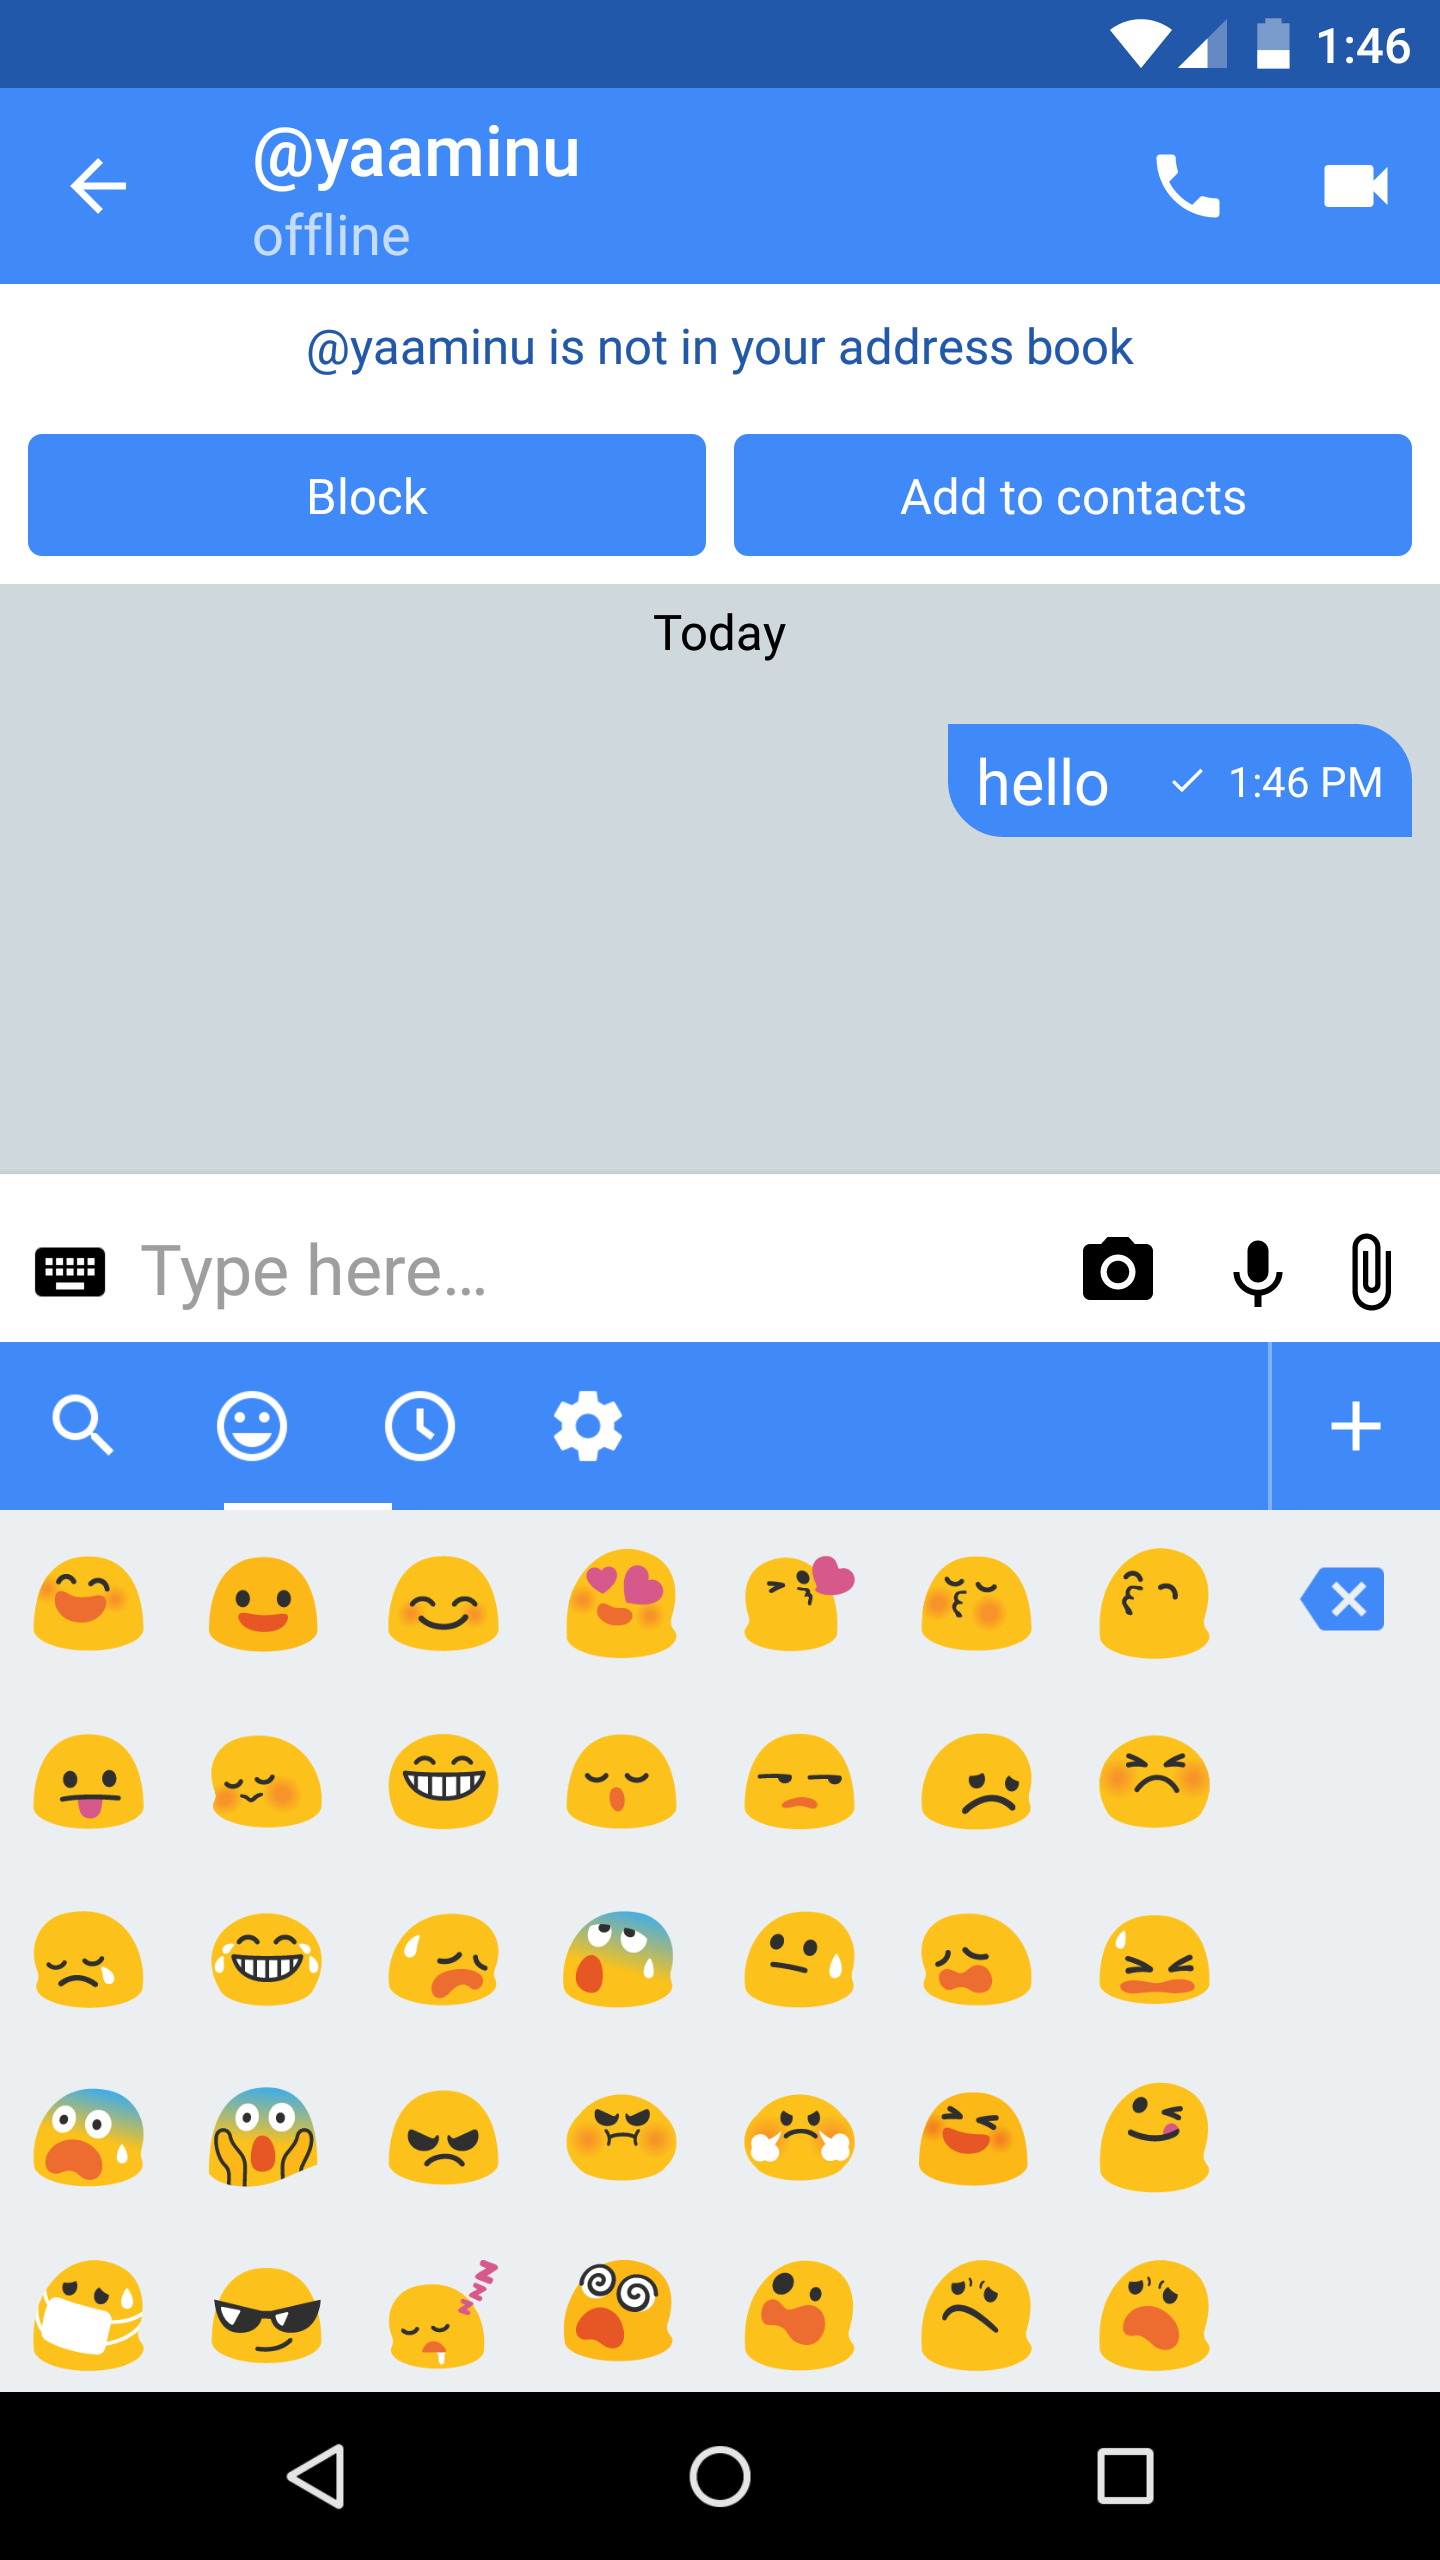 1:46
@yaaminu
offline
@yaaminu is not in your address book
Block
Add to contacts
Today
hello 1:46 PM
Type here...